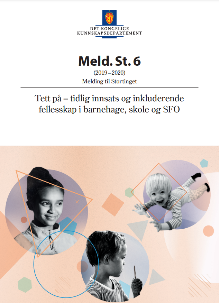 DET KONGELIGE
KUNNSKAPSDEPARTEMENT
Meld. St. 6
(2019–2020)
Melding til Stortinget
Tett på – tidlig innsats og inkluderende
fellesskap i barnehage, skole og SFO